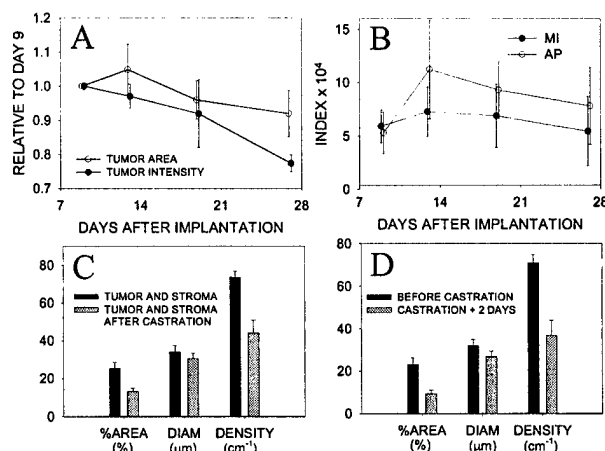 A
RELATIVE TO DAY 9
1.2
1.1
1.0
0.9
0.8
0.7
TUMOR AREA
TUMOR INTENSITY
7 14 21 28
DAYS AFTER IMPLANTATION
B
INDEX x10⁴
15
10
5
0
MI
AP
7 14 21 28
DAYS AFTER IMPLANTATION
C
80
60
40
20
0
TUMOR AND STROMA
TUMOR AND STROMA
AFTER CASTRATION
%AREA DIAM DENSITY
(%) (μm) (cm⁻¹)
D
80
60
40
20
0
BEFORE CASTRATION
CASTRATION + 2 DAYS
%AREA DIAM DENSITY
(%) (μm) (cm⁻¹)